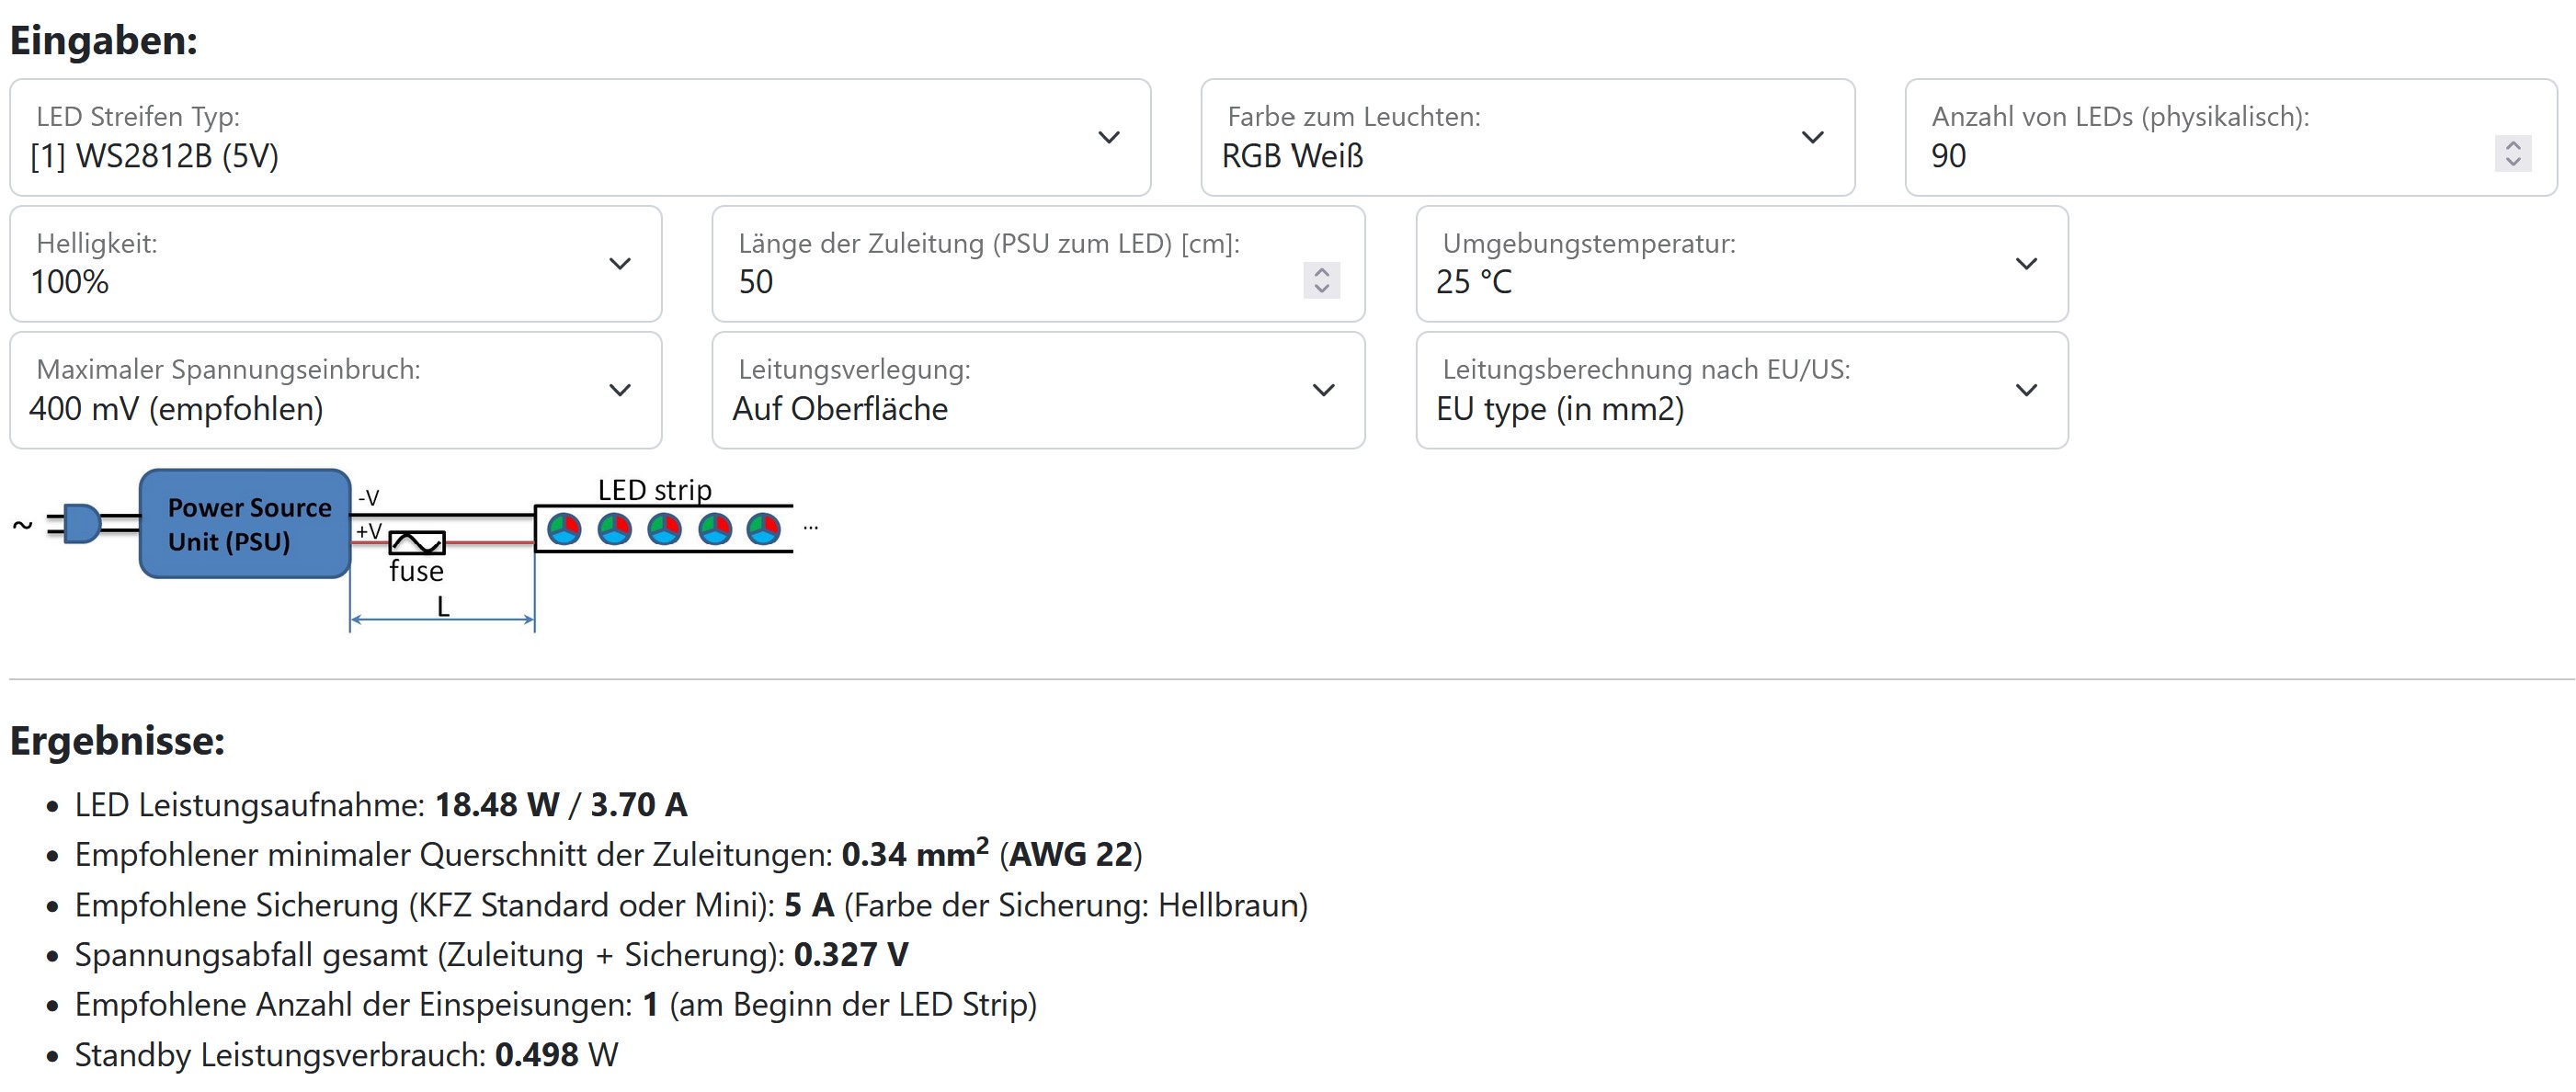 Eingaben:
LED Streifen Typ:
[1] WS2812B (5V)
Farbe zum Leuchten:
RGB Weiß
Anzahl von LEDs (physikalisch):
90
Helligkeit:
100%
Länge der Zuleitung (PSU zum LED) [cm]:
50
Umgebungstemperatur:
25 °C
Maximaler Spannungseinbruch:
400 mV (empfohlen)
Leitungsverlegung:
Auf Oberfläche
Leitungsberechnung nach EU/US:
EU type (in mm2)
~
Power Source
Unit (PSU)
-V
+V
fuse
L
LED strip
...
Ergebnisse:
• LED Leistungsaufnahme: 18.48 W / 3.70 A
• Empfohlener minimaler Querschnitt der Zuleitungen: 0.34 mm² (AWG 22)
• Empfohlene Sicherung (KFZ Standard oder Mini): 5 A (Farbe der Sicherung: Hellbraun)
• Spannungsabfall gesamt (Zuleitung + Sicherung): 0.327 V
• Empfohlene Anzahl der Einspeisungen: 1 (am Beginn der LED Strip)
• Standby Leistungsverbrauch: 0.498 W